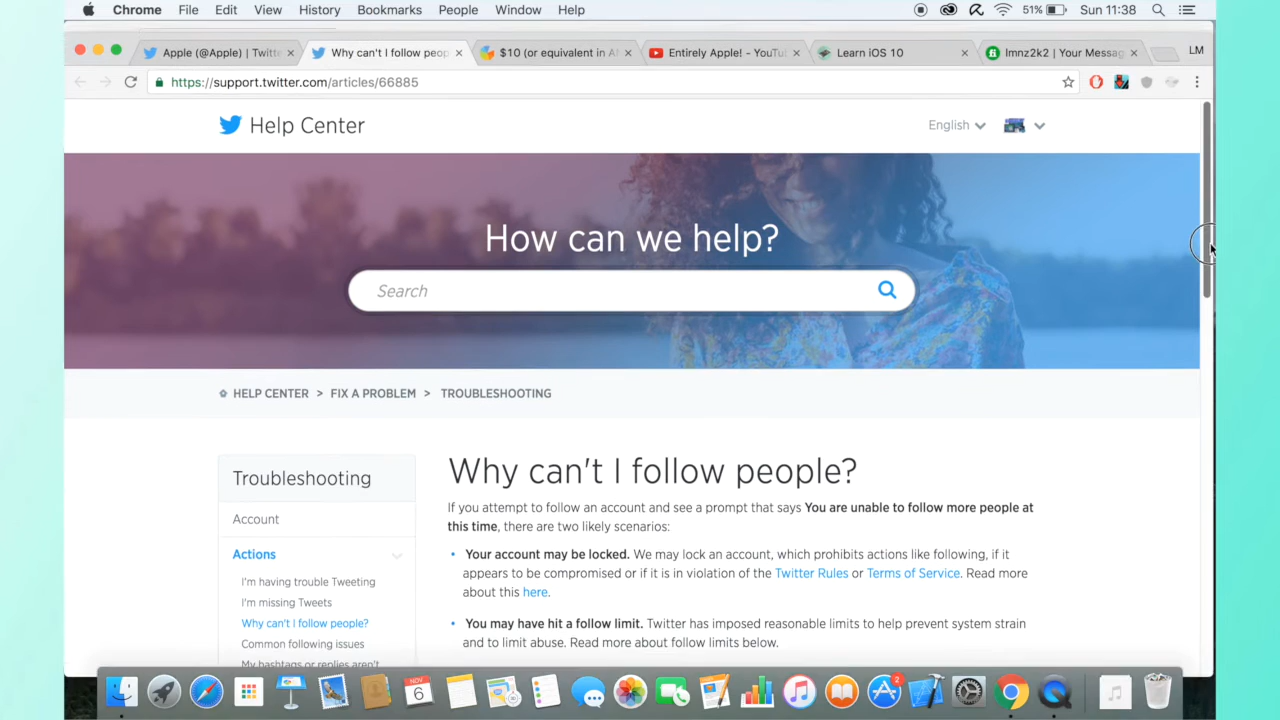 Chrome File Edit View History Bookmarks People Window Help 51% Sun 11:38
Apple (@Apple) | Twitte Why can't I follow peop $10 (or equivalent in A Entirely Apple! - YouTu Learn iOS 10 lmnz2k2 | Your Messag LM
https://support.twitter.com/articles/66885
Help Center English
How can we help?
Search
HELP CENTER > FIX A PROBLEM > TROUBLESHOOTING
Troubleshooting
Account
Actions
I'm having trouble Tweeting
I'm missing Tweets
Why can't I follow people?
Common following issues
My hashtags or replies aren't
Why can't I follow people?
If you attempt to follow an account and see a prompt that says You are unable to follow more people at
this time, there are two likely scenarios:
• Your account may be locked. We may lock an account, which prohibits actions like following, if it
appears to be compromised or if it is in violation of the Twitter Rules or Terms of Service. Read more
about this here.
• You may have hit a follow limit. Twitter has imposed reasonable limits to help prevent system strain
and to limit abuse. Read more about follow limits below.
NOV
6
2